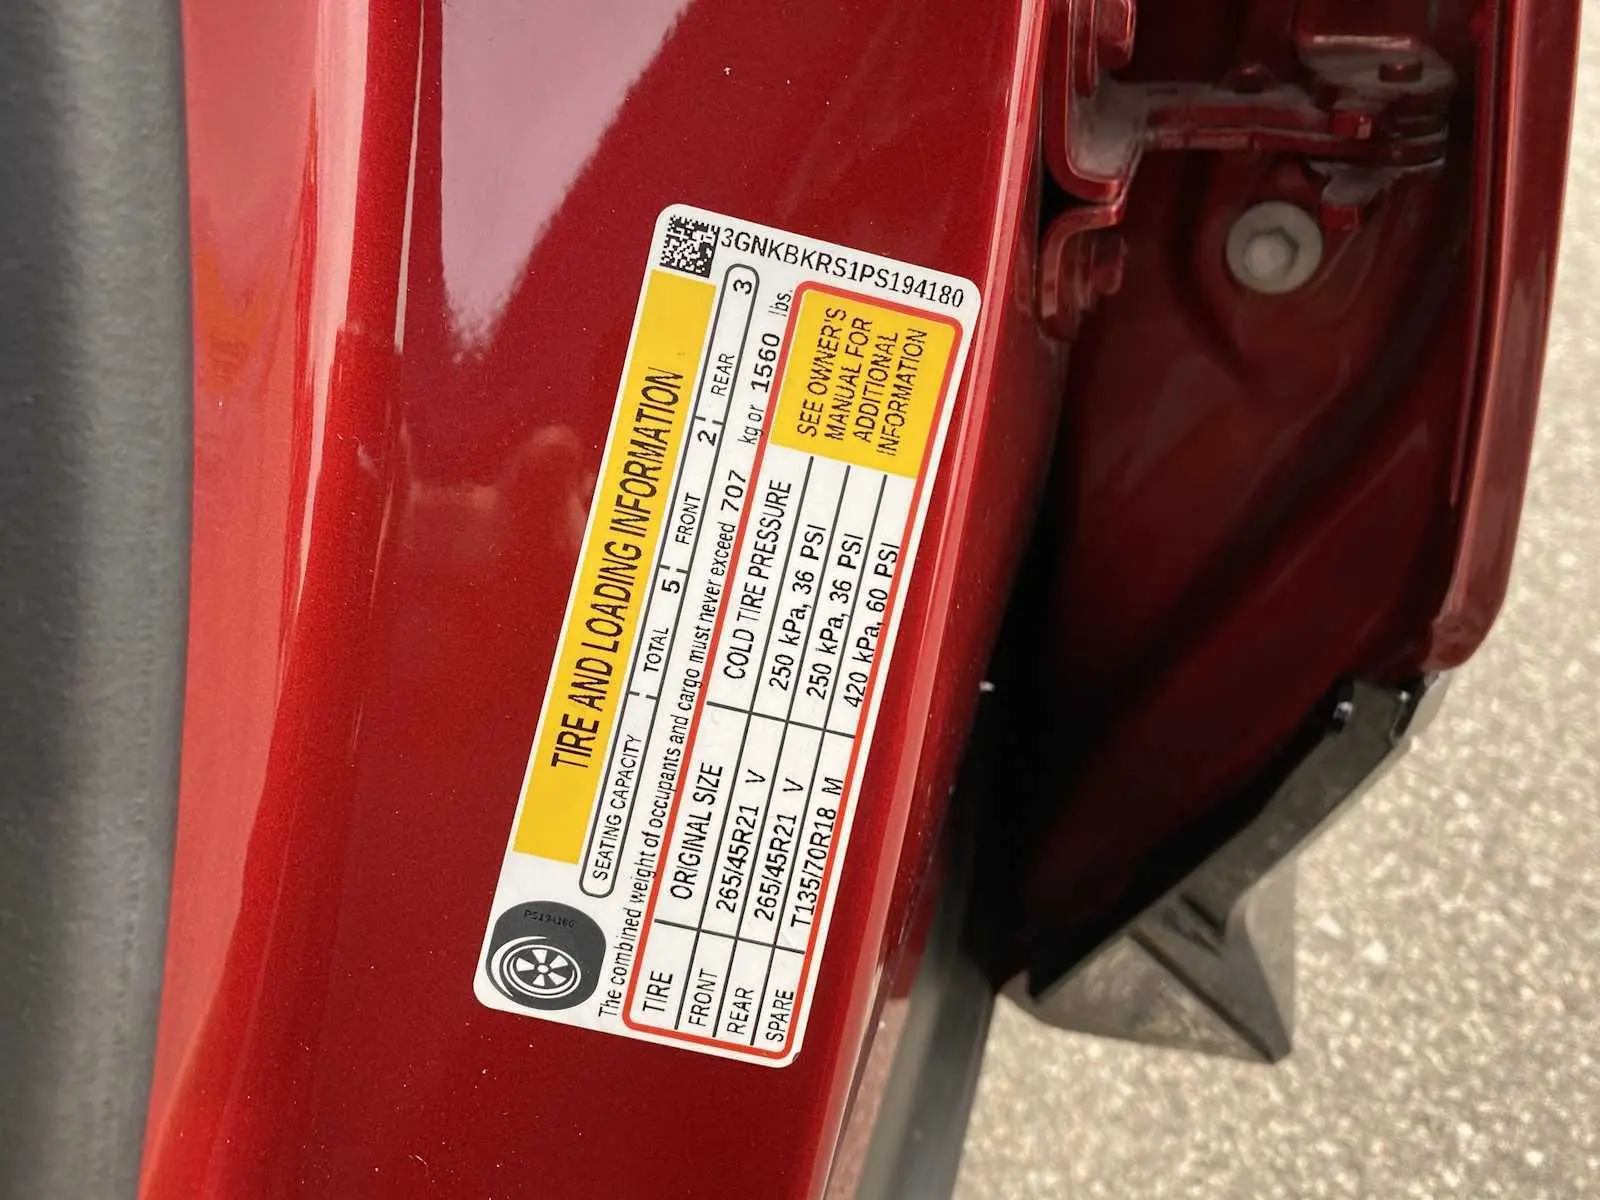 3GNKBKRS1PS194180
TIRE AND LOADING INFORMATION
SEATING CAPACITY TOTAL 5 FRONT 2 REAR 3
The combined weight of occupants and cargo must never exceed 707 kg or 1560 lbs.
TIRE ORIGINAL SIZE COLD TIRE PRESSURE
FRONT 265/45R21 V 250 kPa, 36 PSI
REAR 265/45R21 V 250 kPa, 36 PSI
SPARE T135/70R18 M 420 kPa, 60 PSI
SEE OWNER'S
MANUAL FOR
ADDITIONAL
INFORMATION
PS194180